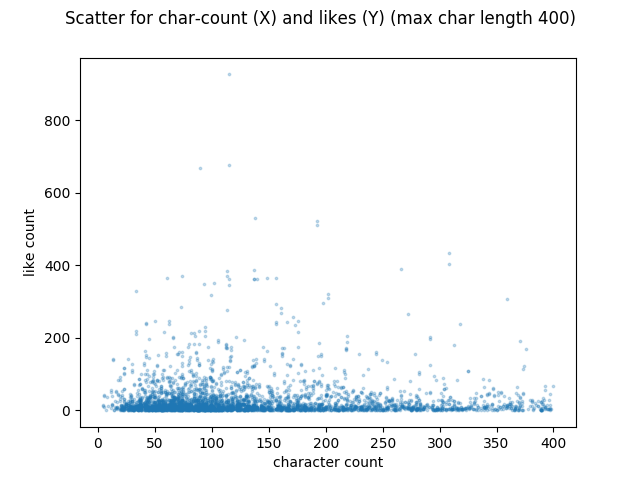 Scatter for char-count (X) and likes (Y) (max char length 400)
like count
800
600
400
200
0
0 50 100 150 200 250 300 350 400
character count